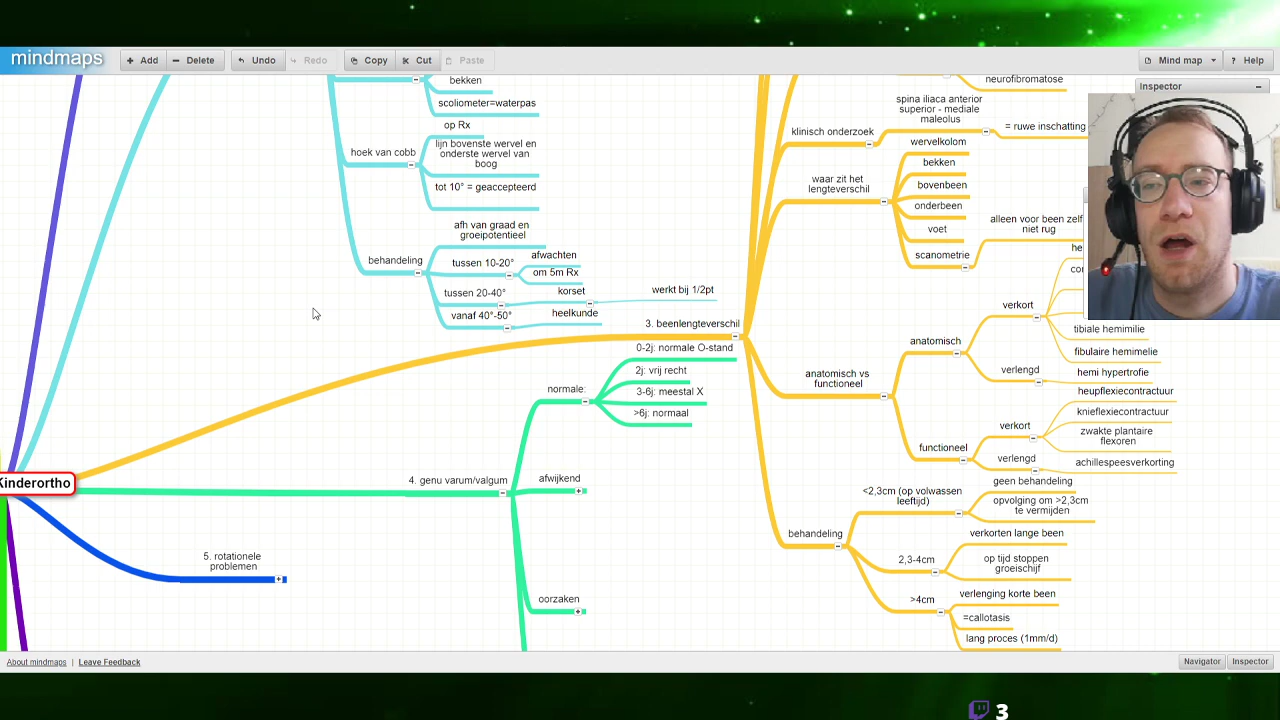 mindmaps
Add
Delete
Undo
Redo
Copy
Cut
Paste
Mind map
Help
Inspector
bekken
scoliometer=waterpas
hoek van cobb
op Rx
lijn bovenste wervel en
onderste wervel van
boog
tot 10° = geaccepteerd
behandeling
afh van graad en
groeipotentieel
tussen 10-20°
afwachten
om 5m Rx
tussen 20-40°
korset
werkt bij 1/2pt
vanaf 40°-50°
heelkunde
3. beenlengteverschil
neurofibromatose
klinisch onderzoek
spina iliaca anterior
superior - mediale
maleolus
= ruwe inschatting
waar zit het
lengteverschil
wervelkolom
bekken
bovenbeen
onderbeen
voet
scanometrie
alleen voor been zelf
niet rug
anatomisch vs
functioneel
anatomisch
verkort
he
cor
tibiale hemimilie
fibulaire hemimelie
verlengd
hemi hypertrofie
functioneel
verkort
heupflexiecontractuur
knieflexiecontractuur
zwakte plantaire
flexoren
verlengd
achillespeesverkorting
behandeling
<2,3cm (op volwassen
leeftijd)
geen behandeling
opvolging om >2,3cm
te vermijden
2,3-4cm
verkorten lange been
op tijd stoppen
groeischijf
>4cm
verlenging korte been
=callotasis
lang proces (1mm/d)
Kinderortho
4. genu varum/valgum
normale:
0-2j: normale O-stand
2j: vrij recht
3-6j: meestal X
>6j: normaal
afwijkend
oorzaken
5. rotationele
problemen
About mindmaps | Leave Feedback
Navigator
Inspector
3